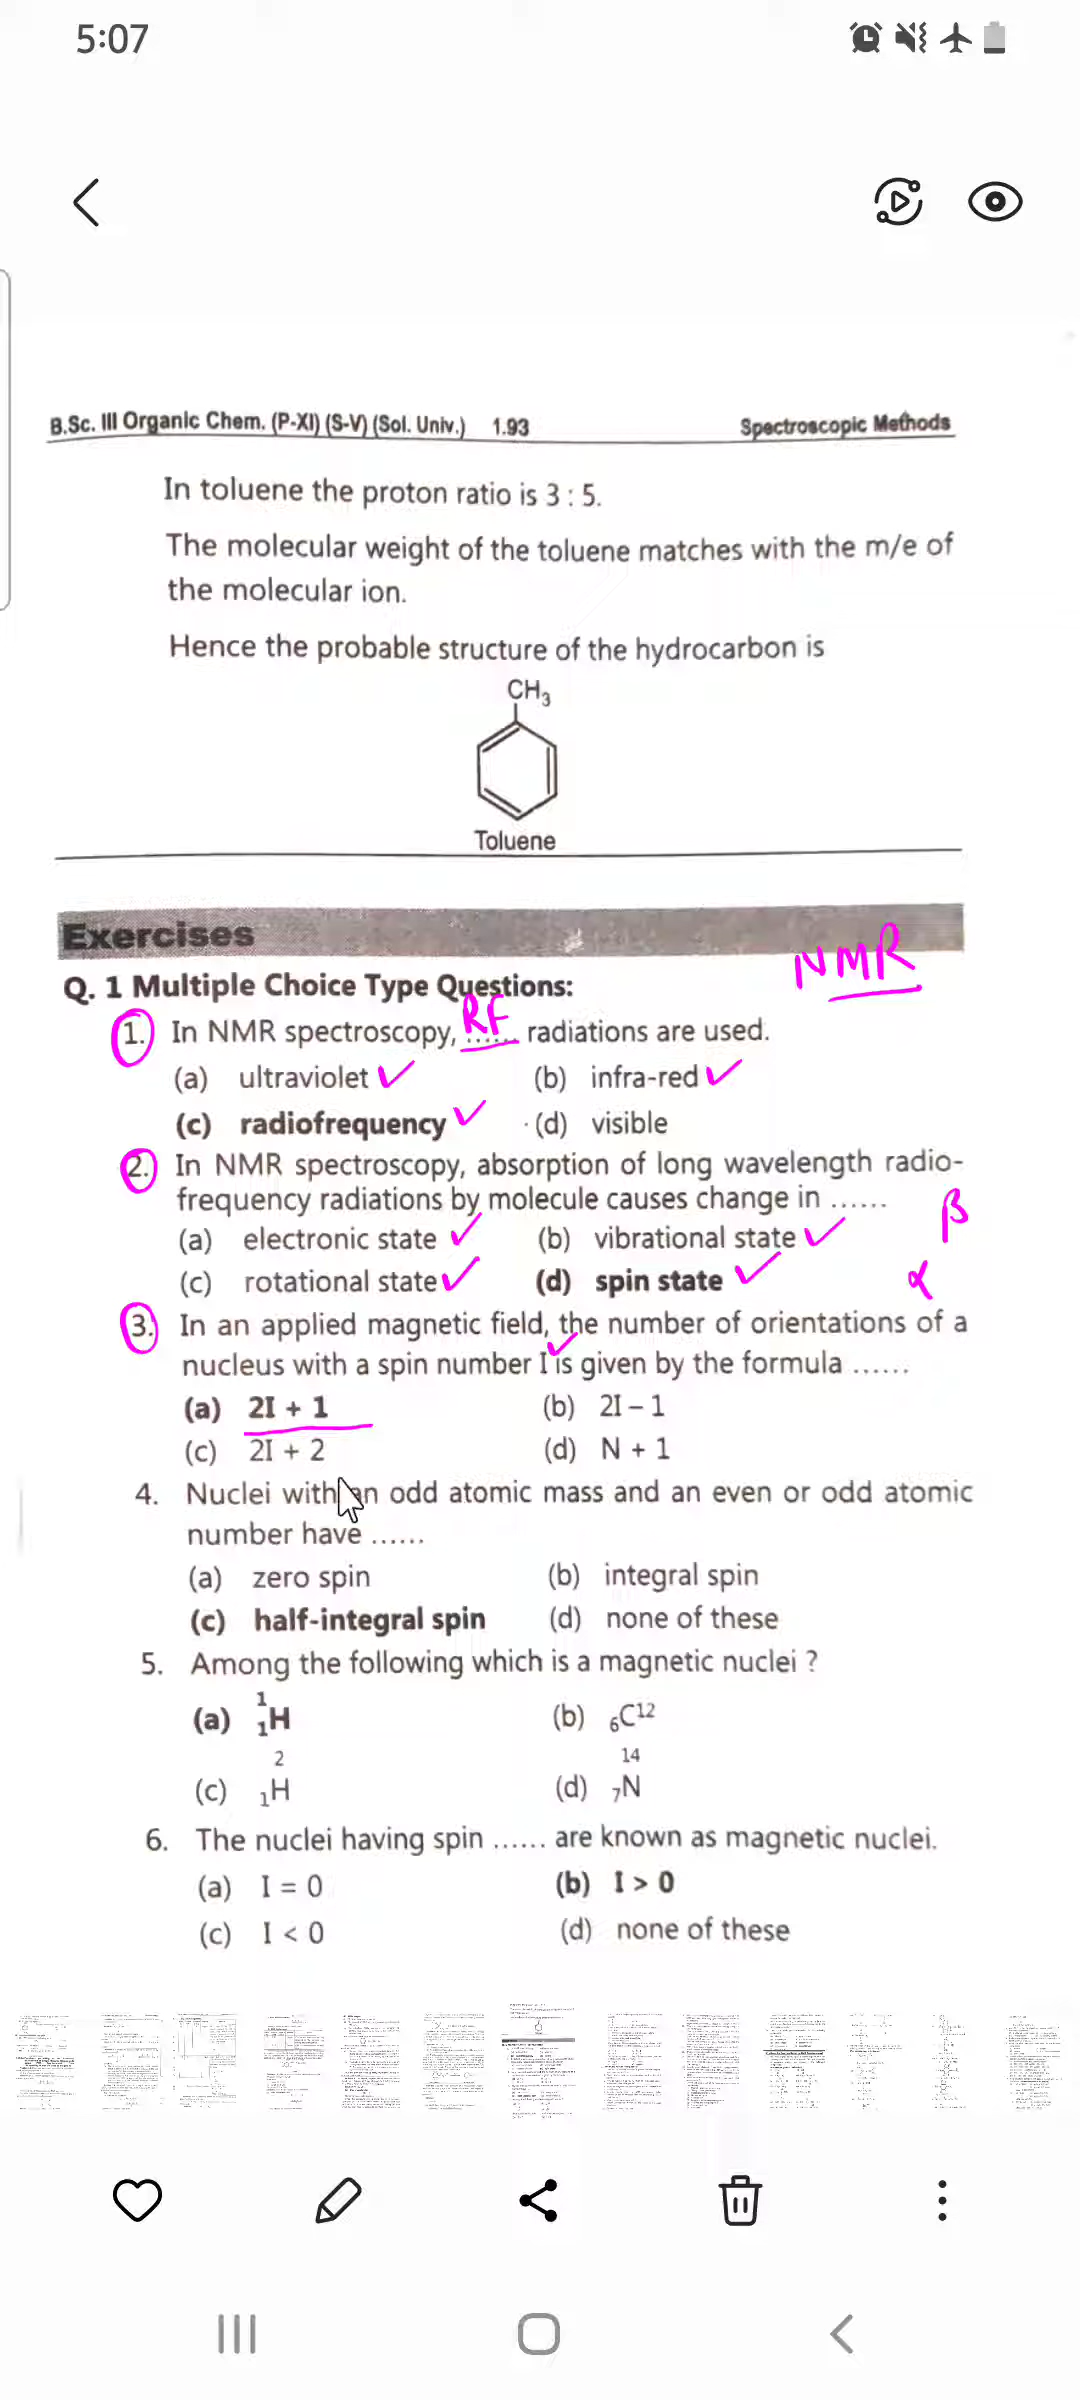 5:07
B.Sc. III Organic Chem. (P-XI) (S-V) (Sol. Univ.) 1.93 Spectroscopic Methods
In toluene the proton ratio is 3 : 5.
The molecular weight of the toluene matches with the m/e of
the molecular ion.
Hence the probable structure of the hydrocarbon is
CH3
Toluene
Exercises
NMR
Q. 1 Multiple Choice Type Questions:
1. In NMR spectroscopy, ...... radiations are used.
RF
(a) ultraviolet (b) infra-red
(c) radiofrequency (d) visible
2. In NMR spectroscopy, absorption of long wavelength radio-
frequency radiations by molecule causes change in ......
β
(a) electronic state (b) vibrational state
(c) rotational state (d) spin state
α
3. In an applied magnetic field, the number of orientations of a
nucleus with a spin number I is given by the formula ......
(a) 2I + 1 (b) 2I – 1
(c) 2I + 2 (d) N + 1
4. Nuclei with an odd atomic mass and an even or odd atomic
number have ......
(a) zero spin (b) integral spin
(c) half-integral spin (d) none of these
5. Among the following which is a magnetic nuclei ?
(a) 1 1H (b) 6C12
(c) 2 1H (d) 14 7N
6. The nuclei having spin ...... are known as magnetic nuclei.
(a) I = 0 (b) I > 0
(c) I < 0 (d) none of these